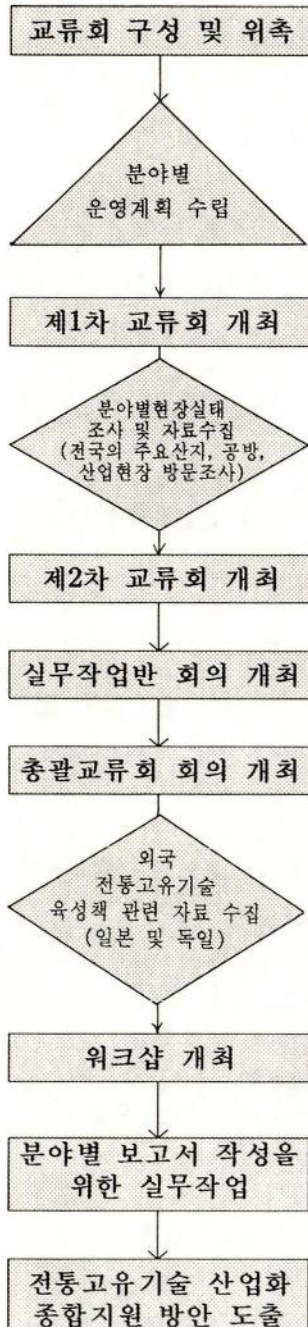 교류회 구성 및 위촉
분야별
운영계획 수립
제1차 교류회 개최
분야별현장실태
조사 및 자료수집
(전국의 주요산지, 공방,
산업현장 방문조사)
제2차 교류회 개최
실무작업반 회의 개최
총괄교류회 회의 개최
외국
전통고유기술
육성책 관련 자료 수집
(일본 및 독일)
워크샵 개최
분야별 보고서 작성을
위한 실무작업
전통고유기술 산업화
종합지원 방안 도출